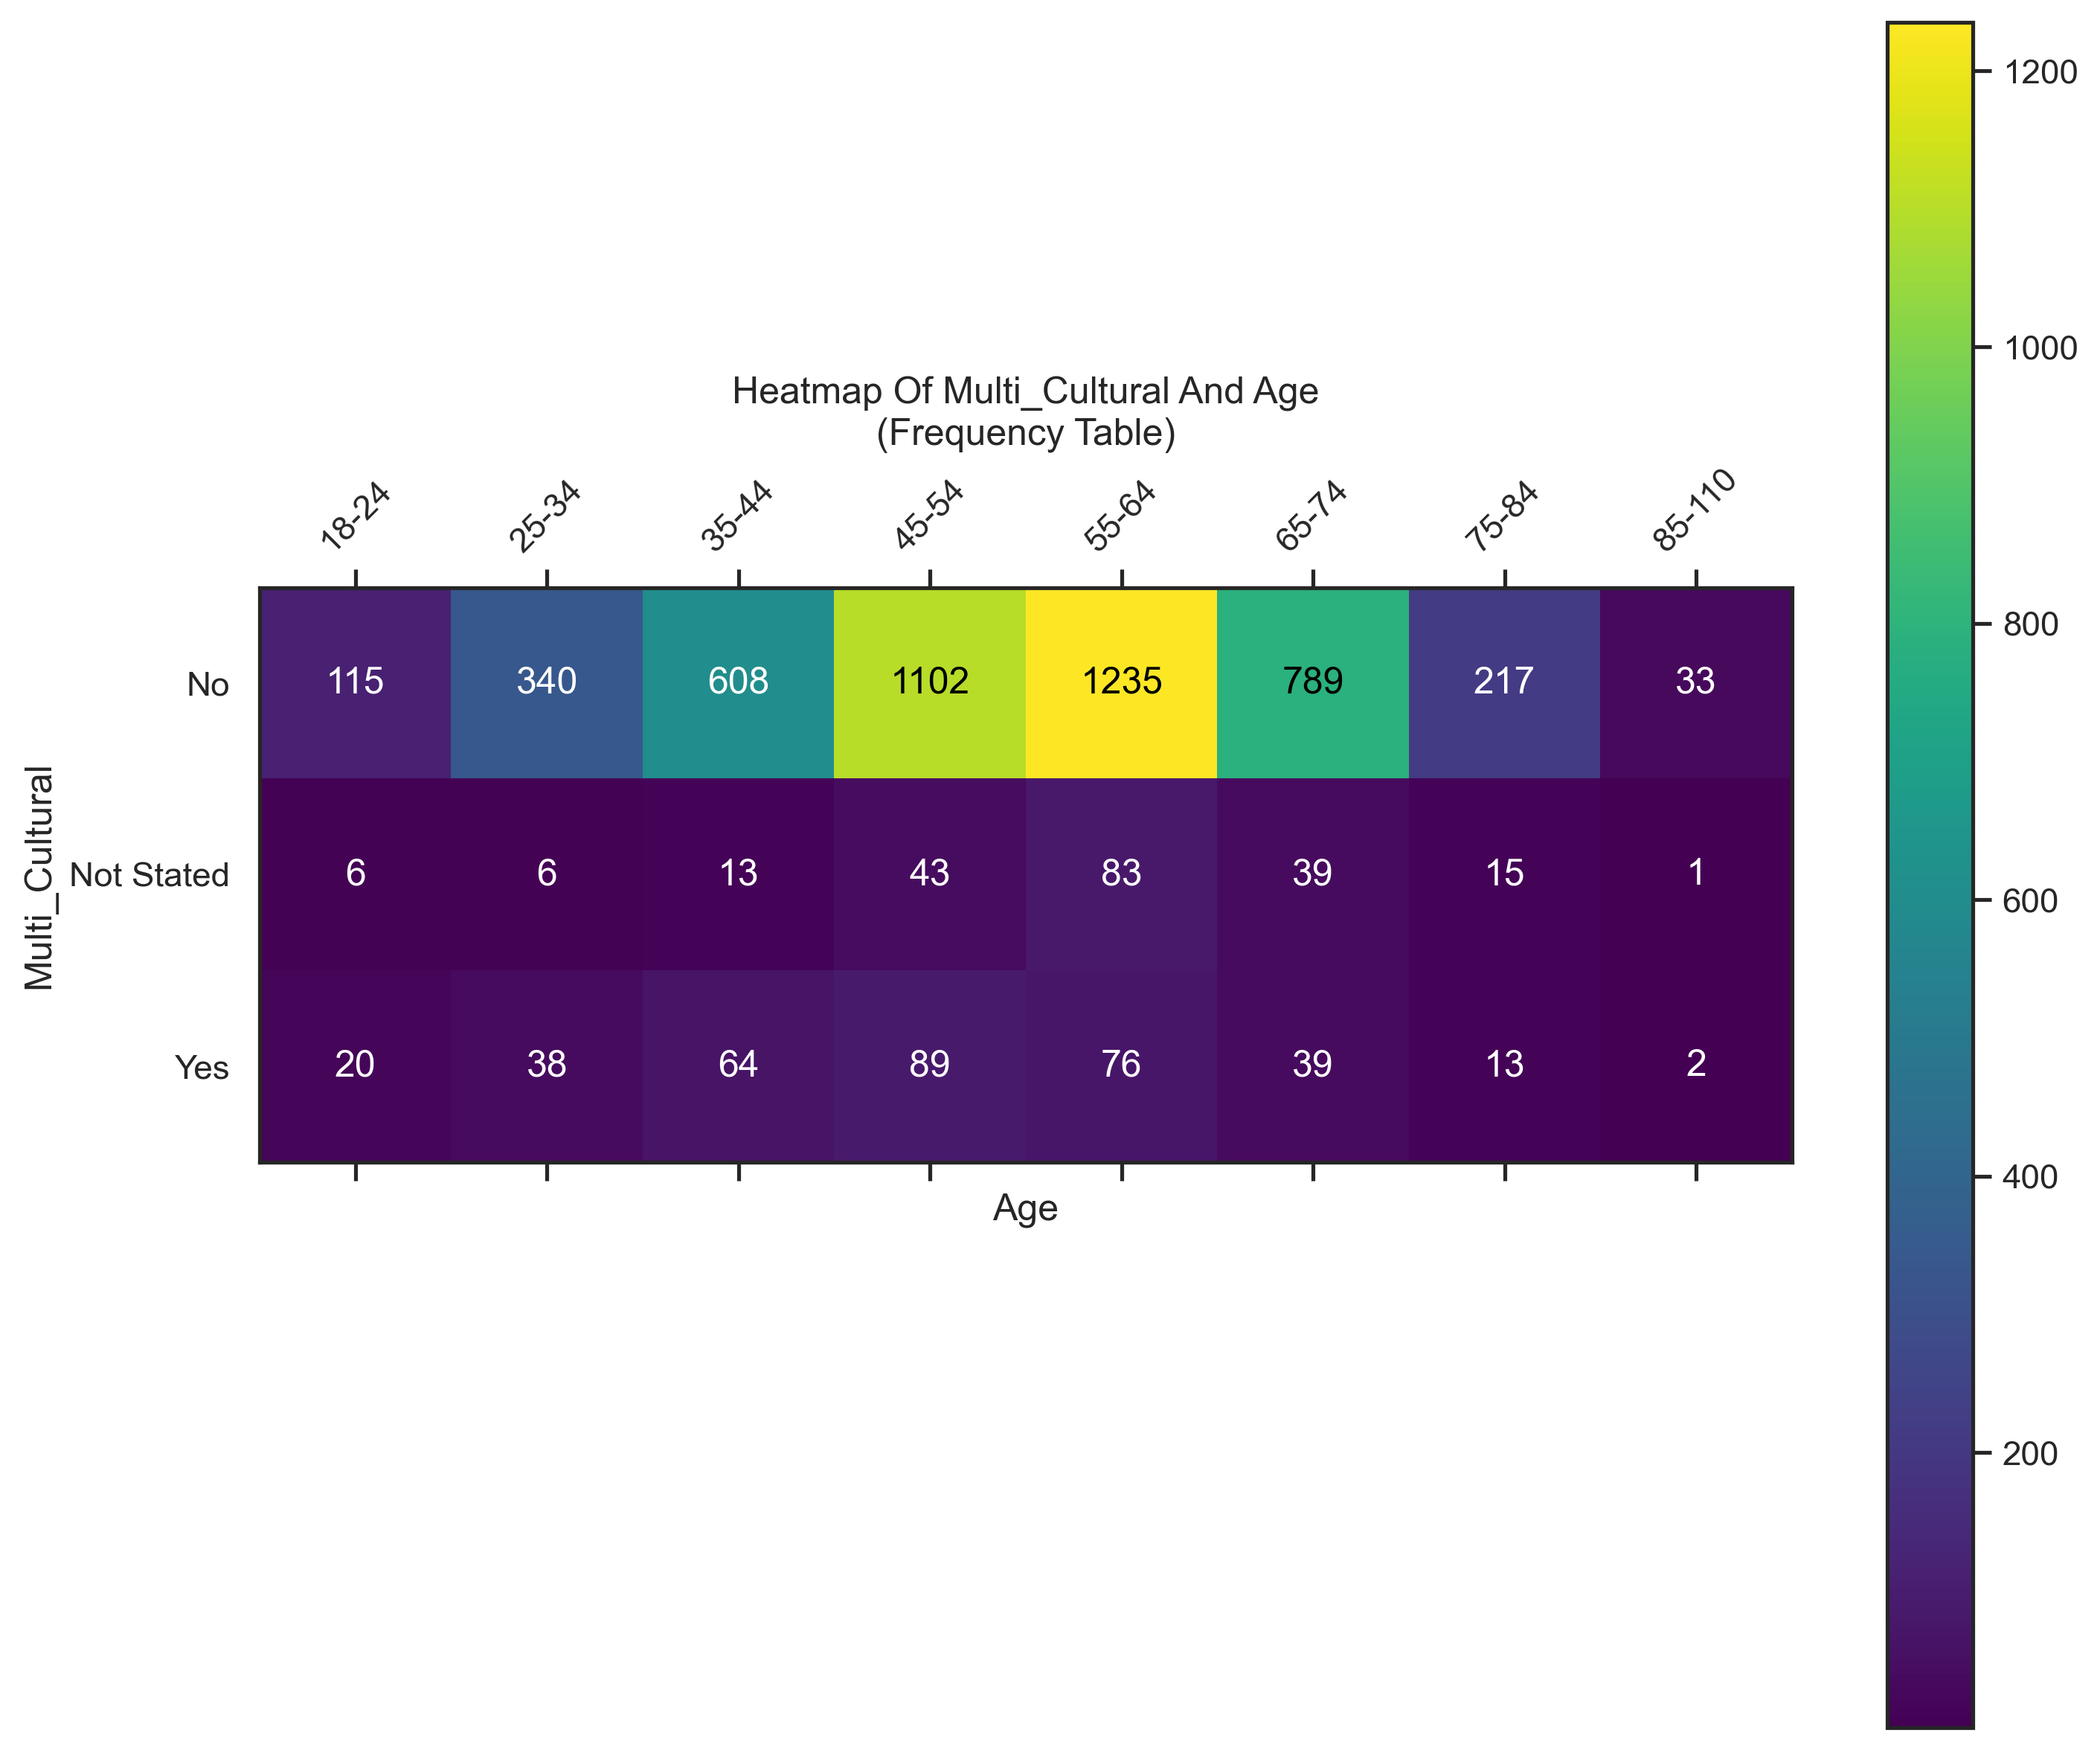 Heatmap Of Multi_Cultural And Age
(Frequency Table)
18-24 25-34 35-44 45-54 55-64 65-74 75-84 85-110
No 115 340 608 1102 1235 789 217 33
Not Stated 6 6 13 43 83 39 15 1
Yes 20 38 64 89 76 39 13 2
Multi_Cultural
Age
1200
1000
800
600
400
200